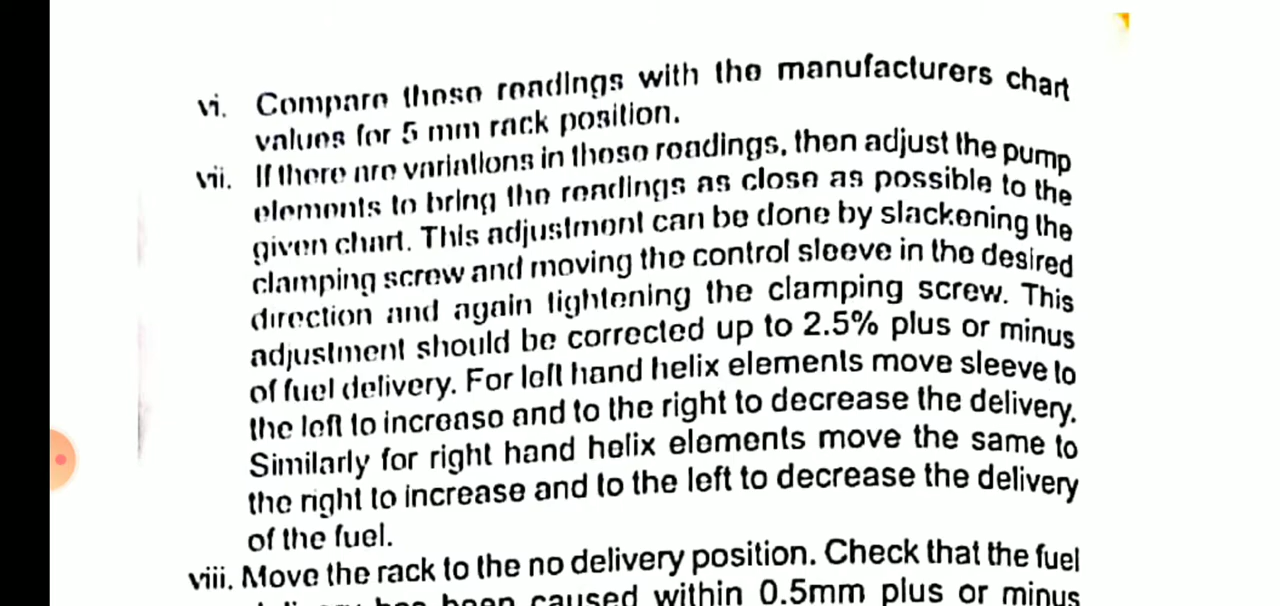 vi. Compare these readings with the manufacturers chart
values for 5 mm rack position.
vii. If there are variations in those readings, then adjust the pump
elements to bring the readings as close as possible to the
given chart. This adjustment can be done by slackening the
clamping screw and moving the control sleeve in the desired
direction and again tightening the clamping screw. This
adjustment should be corrected up to 2.5% plus or minus
of fuel delivery. For left hand helix elements move sleeve to
the left to increase and to the right to decrease the delivery.
Similarly for right hand helix elements move the same to
the right to increase and to the left to decrease the delivery
of the fuel.
viii. Move the rack to the no delivery position. Check that the fuel
delivery has been caused within 0.5mm plus or minus